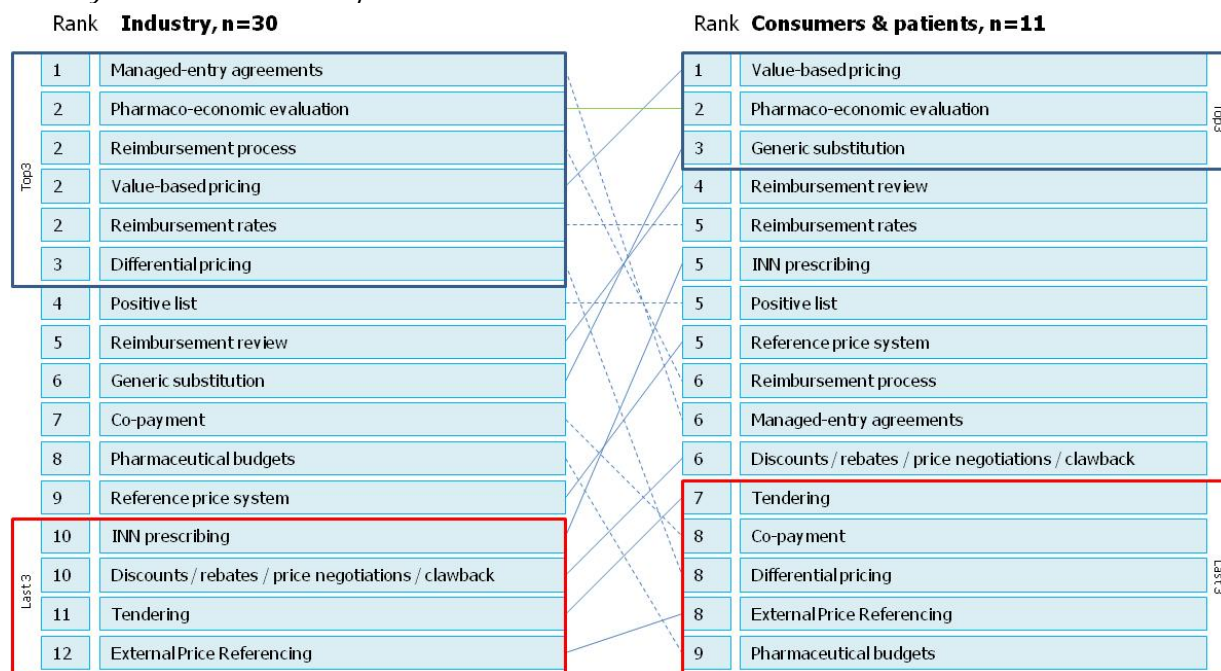 Rank Industry, n=30
Rank Consumers & patients, n=11
Top3
1 Managed-entry agreements
2 Pharmaco-economic evaluation
2 Reimbursement process
2 Value-based pricing
2 Reimbursement rates
3 Differential pricing
4 Positive list
5 Reimbursement review
6 Generic substitution
7 Co-payment
8 Pharmaceutical budgets
9 Reference price system
Last 3
10 INN prescribing
10 Discounts / rebates / price negotiations / clawback
11 Tendering
12 External Price Referencing
1 Value-based pricing
2 Pharmaco-economic evaluation
3 Generic substitution
Top3
4 Reimbursement review
5 Reimbursement rates
5 INN prescribing
5 Positive list
5 Reference price system
6 Reimbursement process
6 Managed-entry agreements
6 Discounts / rebates / price negotiations / clawback
7 Tendering
8 Co-payment
8 Differential pricing
8 External Price Referencing
9 Pharmaceutical budgets
Last 3